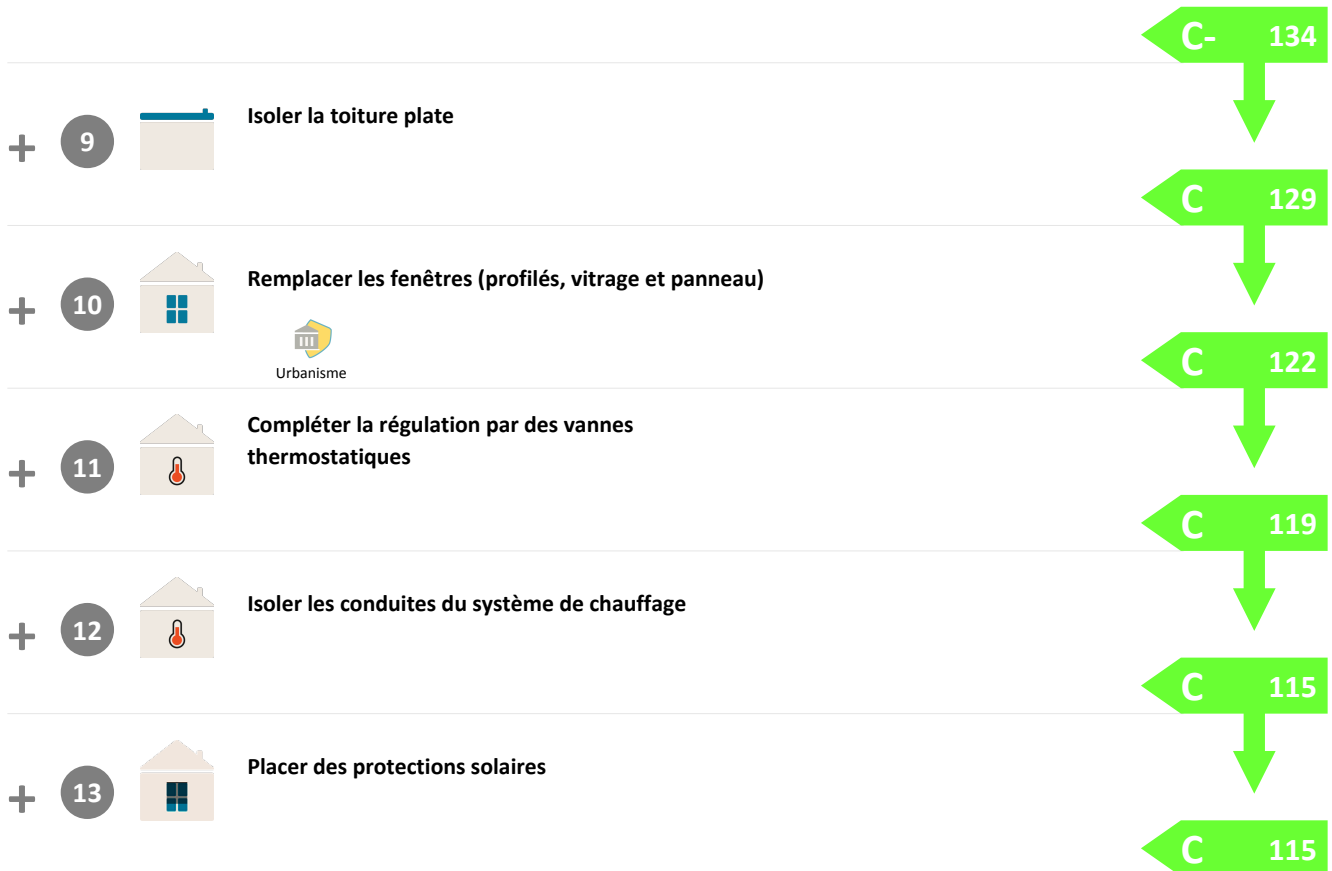 C- 134
+ 9 Isoler la toiture plate
C 129
+ 10 Remplacer les fenêtres (profilés, vitrage et panneau)
Urbanisme
C 122
+ 11 Compléter la régulation par des vannes
thermostatiques
C 119
+ 12 Isoler les conduites du système de chauffage
C 115
+ 13 Placer des protections solaires
C 115